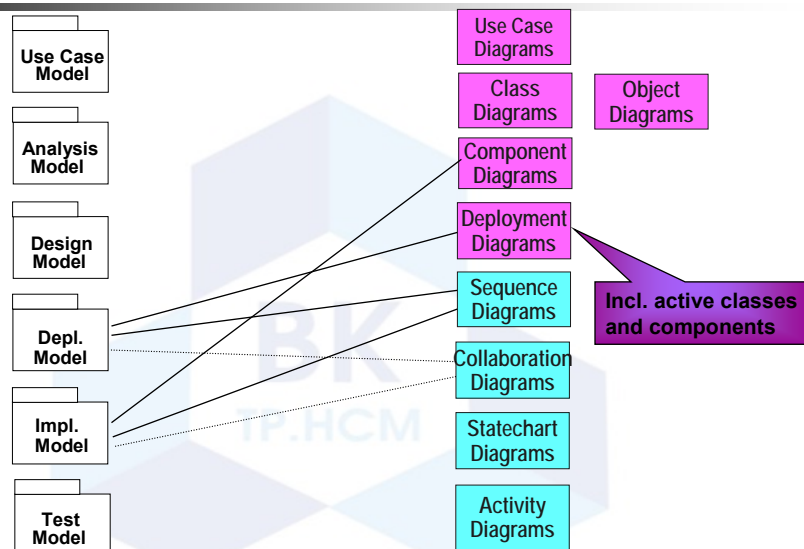 Use Case
Model
Analysis
Model
Design
Model
Depl.
Model
Impl.
Model
Test
Model
Use Case
Diagrams
Class
Diagrams
Object
Diagrams
Component
Diagrams
Deployment
Diagrams
Sequence
Diagrams
Collaboration
Diagrams
Statechart
Diagrams
Activity
Diagrams
Incl. active classes
and components
BK
TP.HCM